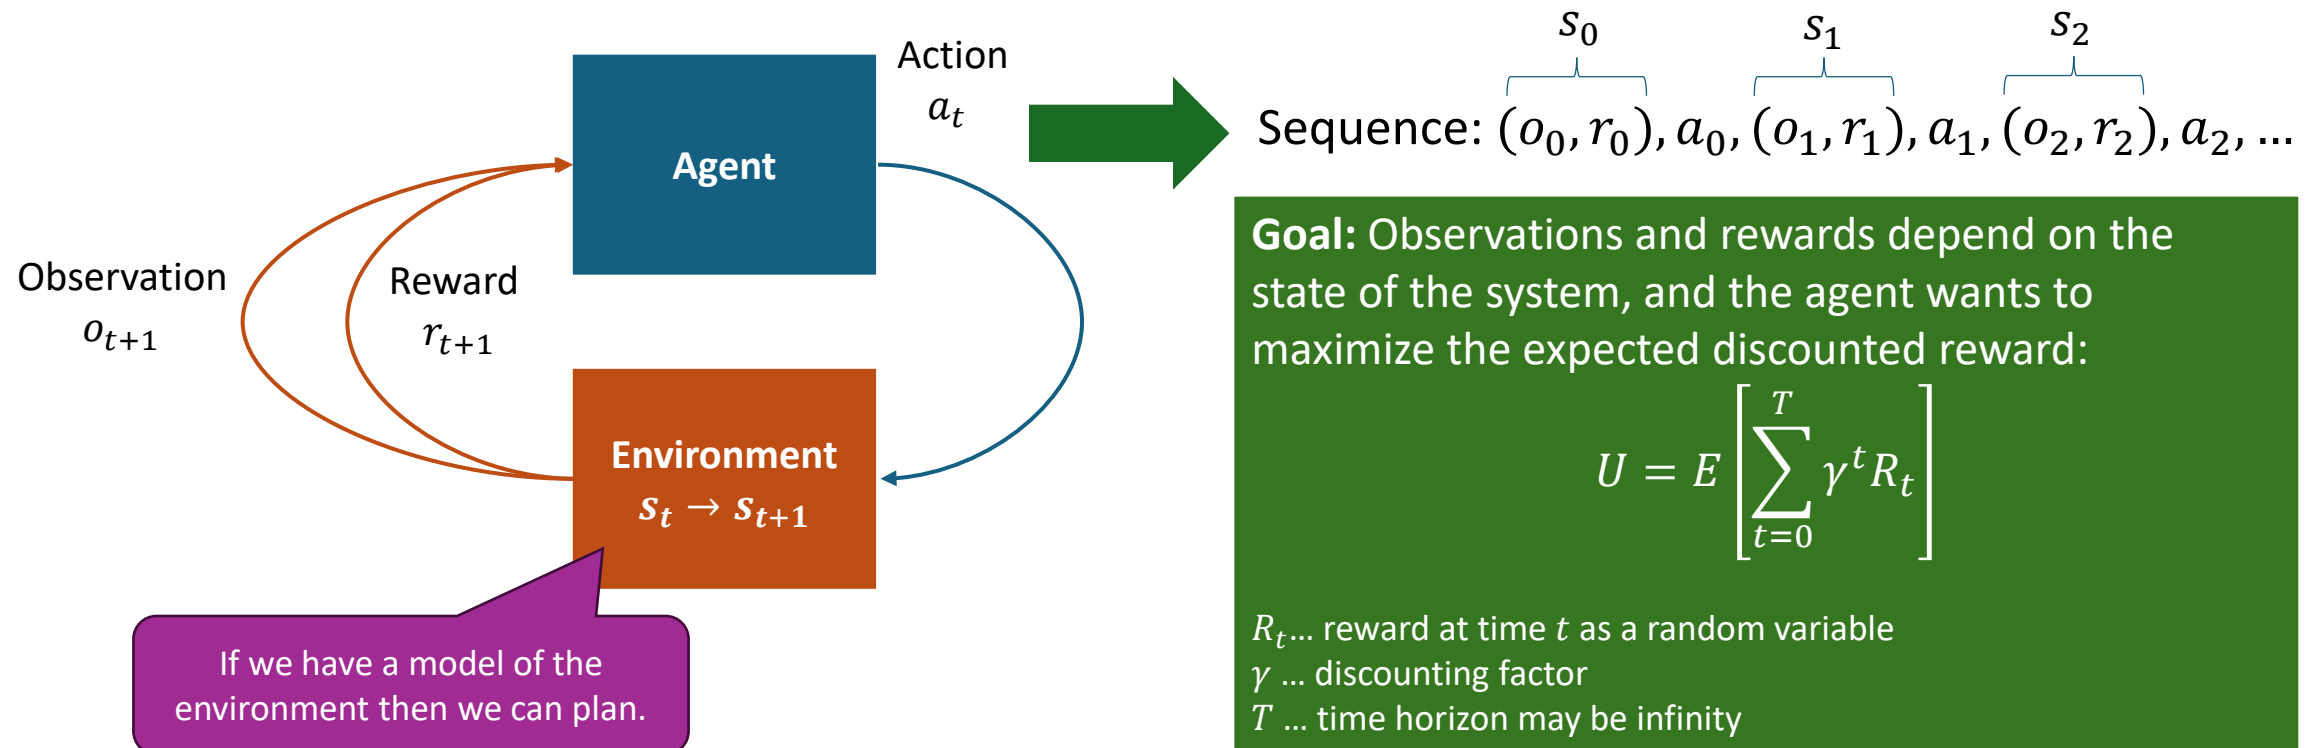 Action
a_t
Agent
Observation
o_{t+1}
Reward
r_{t+1}
Environment
s_t → s_{t+1}
If we have a model of the
environment then we can plan.
s_0 s_1 s_2
Sequence: (o_0, r_0), a_0, (o_1, r_1), a_1, (o_2, r_2), a_2, …
Goal: Observations and rewards depend on the
state of the system, and the agent wants to
maximize the expected discounted reward:
U = E [∑_{t=0}^{T} γ^t R_t]
R_t… reward at time t as a random variable
γ … discounting factor
T … time horizon may be infinity